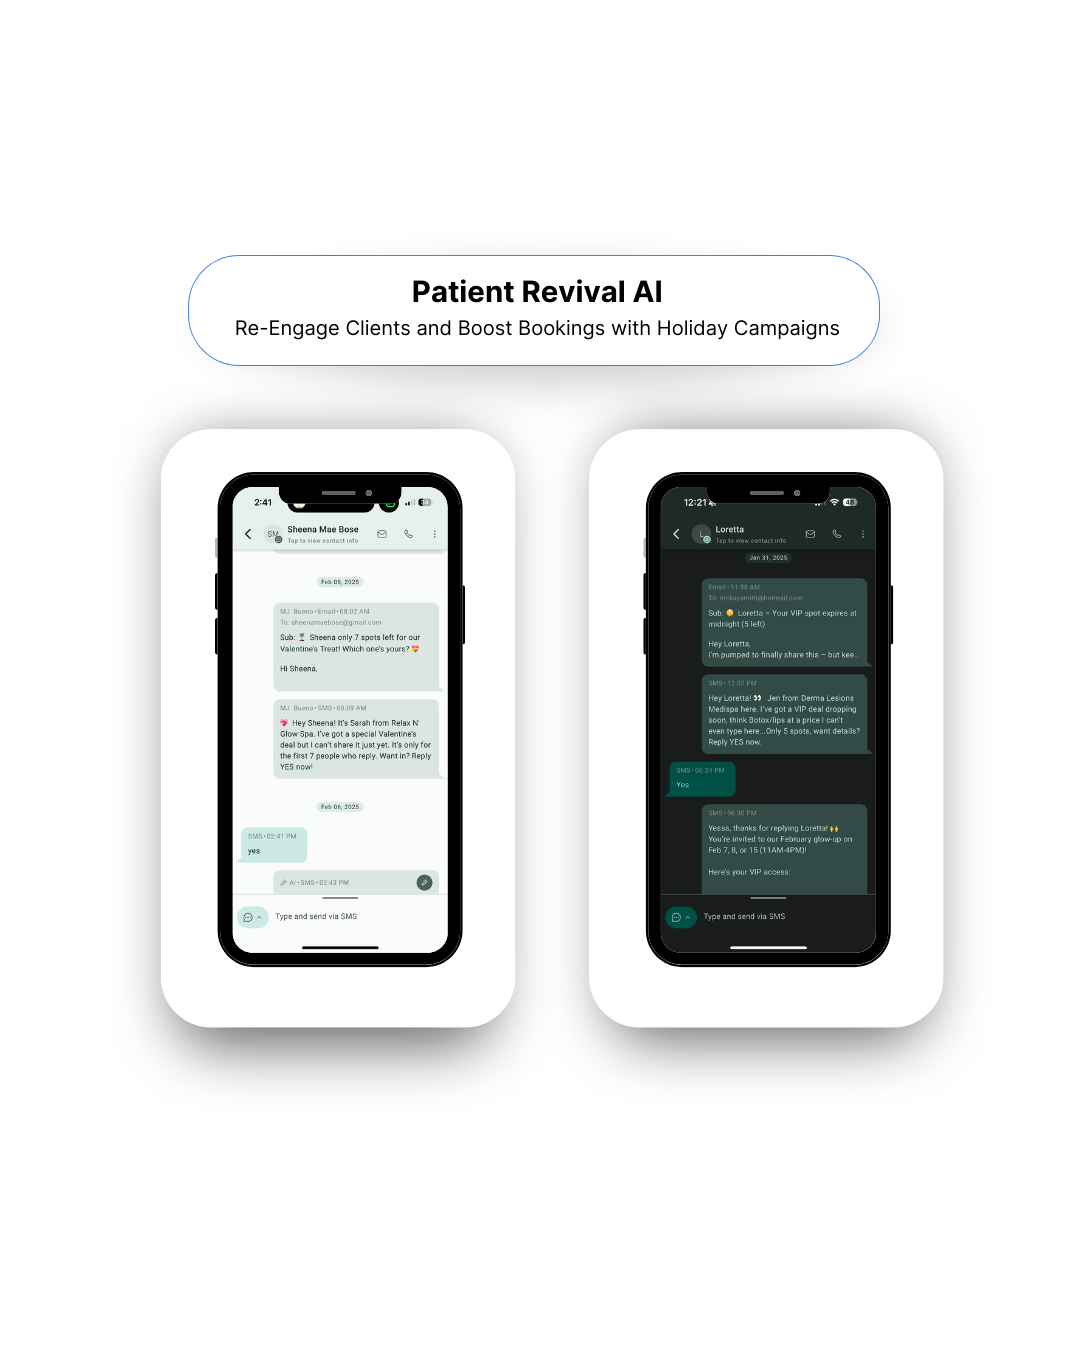 Patient Revival AI
Re-Engage Clients and Boost Bookings with Holiday Campaigns
2:41
SM
Sheena Mae Bose
Tap to view contact info
Feb 05, 2025
MJ Bueno • Email • 08:02 AM
To: sheenamaebose@gmail.com
Sub: 🌹 Sheena only 7 spots left for our
Valentine's Treat! Which one's yours? 💝
Hi Sheena,
MJ Bueno • SMS • 08:09 AM
💘 Hey Sheena! It's Sarah from Relax N'
Glow Spa. I've got a special Valentine's
deal but I can't share it just yet. It's only for
the first 7 people who reply. Want in? Reply
YES now!
Feb 06, 2025
SMS • 02:41 PM
yes
AI • SMS • 02:43 PM
Type and send via SMS
12:21
48
L
Loretta
Tap to view contact info
Jan 31, 2025
Email • 11:58 AM
To: mckaysmith@hotmail.com
Sub: 🤫 Loretta – Your VIP spot expires at
midnight (5 left)
Hey Loretta,
I'm pumped to finally share this – but kee...
SMS • 12:02 PM
Hey Loretta! 👀 Jen from Derma Lesions
Medispa here. I've got a VIP deal dropping
soon, think Botox/lips at a price I can't
even type here...Only 5 spots, want details?
Reply YES now.
SMS • 06:24 PM
Yes
SMS • 06:30 PM
Yesss, thanks for replying Loretta! 🙌
You're invited to our February glow-up on
Feb 7, 8, or 15 (11AM-4PM)!
Here's your VIP access:
Type and send via SMS